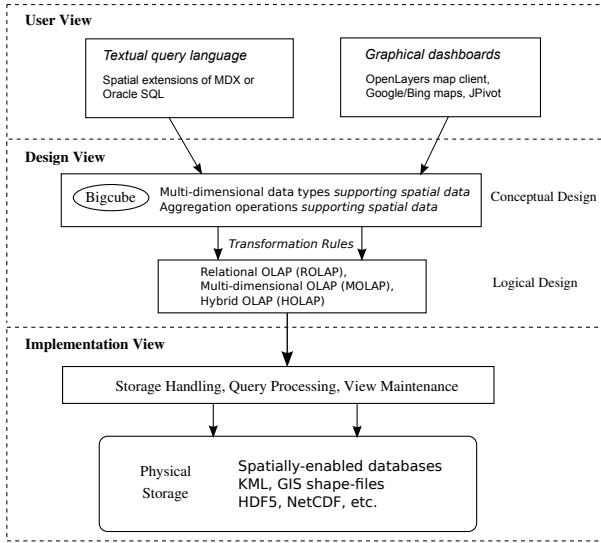 User View
Textual query language
Spatial extensions of MDX or
Oracle SQL
Graphical dashboards
OpenLayers map client,
Google/Bing maps, JPivot
Design View
Bigcube
Multi-dimensional data types supporting spatial data
Aggregation operations supporting spatial data
Conceptual Design
Transformation Rules
Relational OLAP (ROLAP),
Multi-dimensional OLAP (MOLAP),
Hybrid OLAP (HOLAP)
Logical Design
Implementation View
Storage Handling, Query Processing, View Maintenance
Physical
Storage
Spatially-enabled databases
KML, GIS shape-files
HDF5, NetCDF, etc.